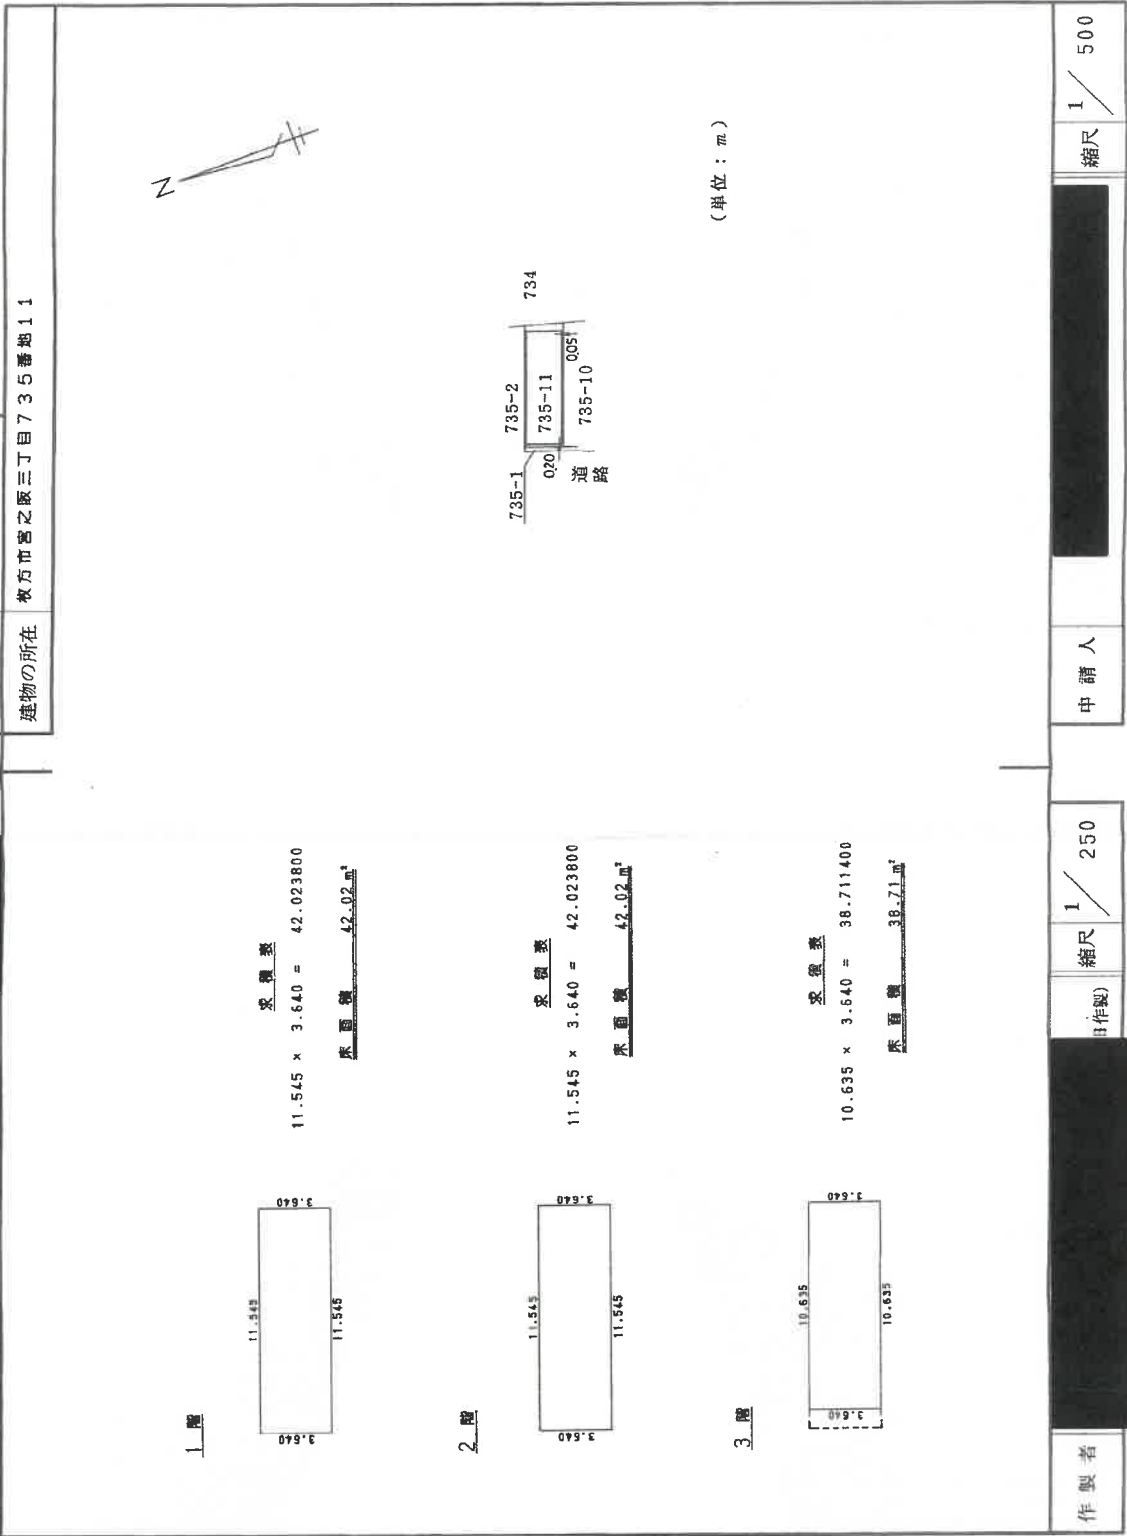 建物の所在
枚方市宮之阪三丁目735番地11
1階
11.545
3.640
3.640
11.545
求積表
11.545 × 3.640 = 42.023800
床面積 42.02㎡
2階
11.545
3.640
3.640
11.545
求積表
11.545 × 3.640 = 42.023800
床面積 42.02㎡
3階
10.635
3.640
3.640
10.635
求積表
10.635 × 3.640 = 38.711400
床面積 38.71㎡
N
735-1
735-2
735-11
734
0.20
0.05
735-10
道路
(単位:m)
作製者
作製)
縮尺
1/250
申請人
縮尺
1/500